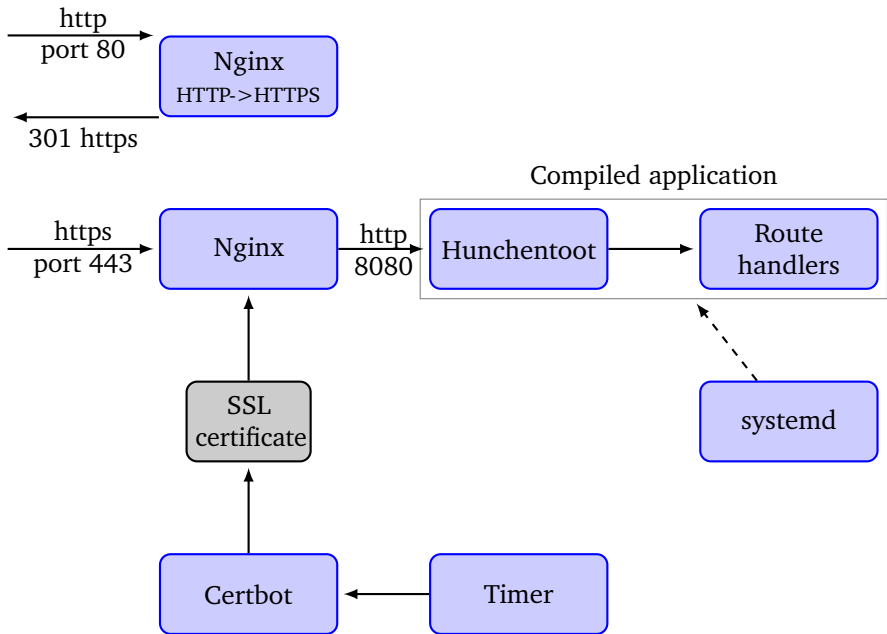 http
port 80
Nginx
HTTP->HTTPS
301 https
Compiled application
https
port 443
Nginx
http
8080
Hunchentoot
Route
handlers
SSL
certificate
systemd
Certbot
Timer